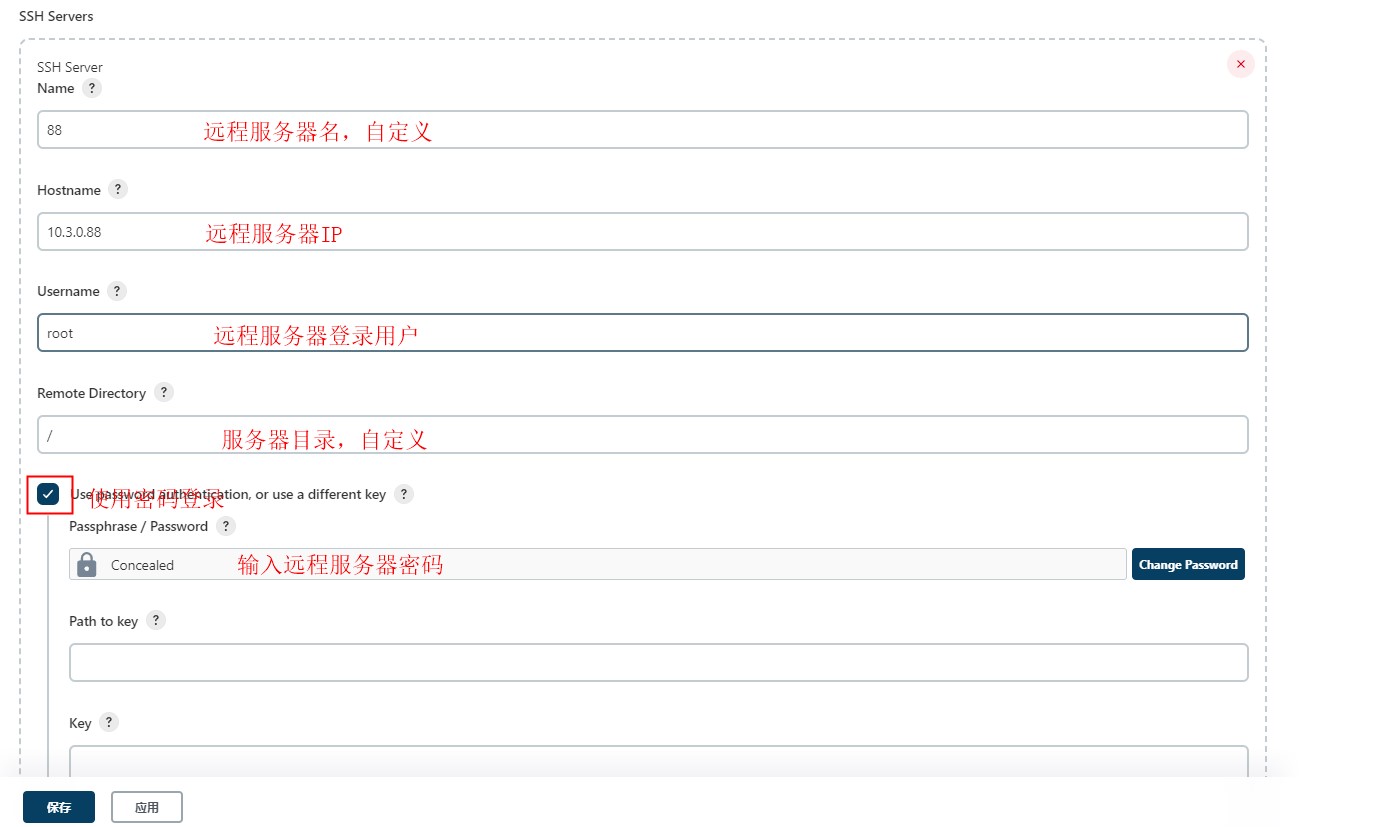 SSH Servers
SSH Server
Name ?
88 远程服务器名，自定义
Hostname ?
10.3.0.88 远程服务器IP
Username ?
root 远程服务器登录用户
Remote Directory ?
/ 服务器目录，自定义
Use password authentication, or use a different key ?
使用密码登录
Passphrase / Password ?
Concealed 输入远程服务器密码 Change Password
Path to key ?
Key ?
保存 应用